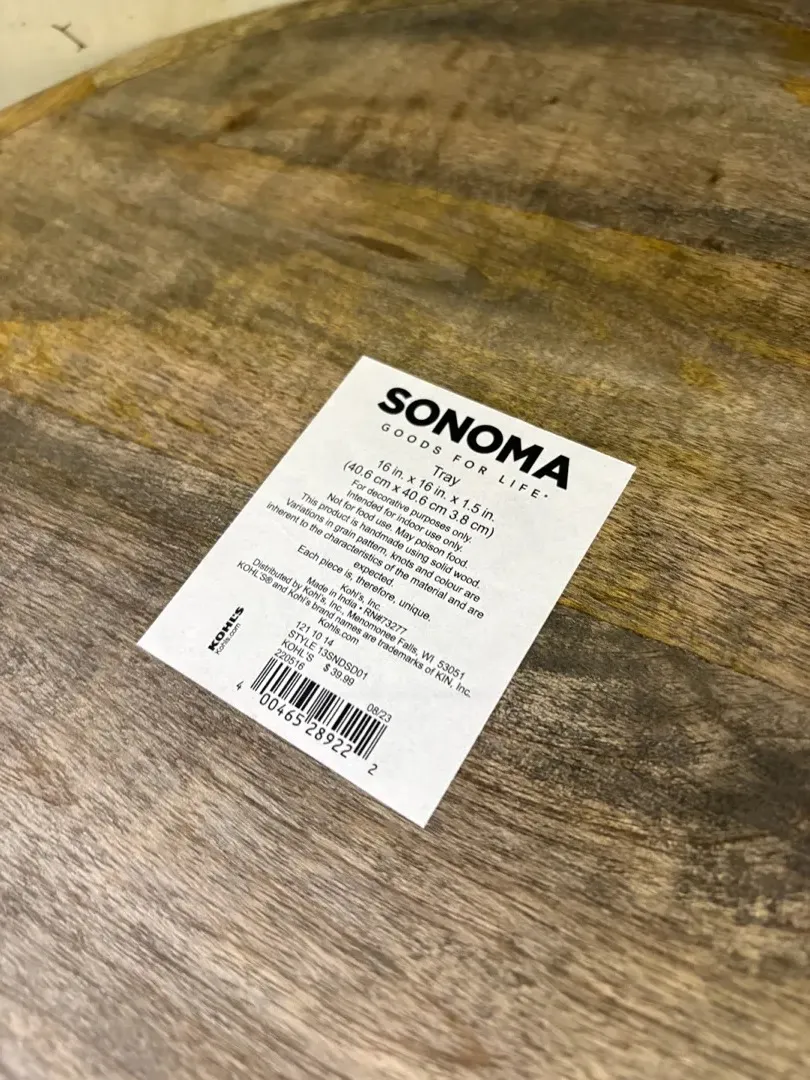 SONOMA
GOODS FOR LIFE•
Tray
16 in. x 16 in. x 1.5 in.
(40.6 cm x 40.6 cm 3.8 cm)
For decorative purposes only.
Intended for indoor use only.
Not for food use. May poison food.
This product is handmade using solid wood.
Variations in grain pattern, knots and colour are
inherent to the characteristics of the material and are
expected.
Each piece is, therefore, unique.
Kohl's, Inc.
Made in India • RN#73277
Distributed by Kohl's, Inc., Menomonee Falls, WI 53051
KOHL'S® and Kohl's brand names are trademarks of KIN, Inc.
Kohls.com
KOHL'S
Kohls.com
121 10 14
STYLE 13SNDSD01
KOHL'S $ 39.99
220516 08/23
4 00465 28922 2